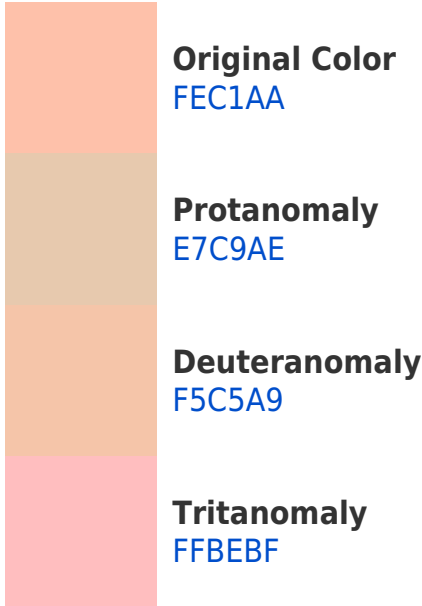 Original Color
FEC1AA
Protanomaly
E7C9AE
Deuteranomaly
F5C5A9
Tritanomaly
FFBEBF